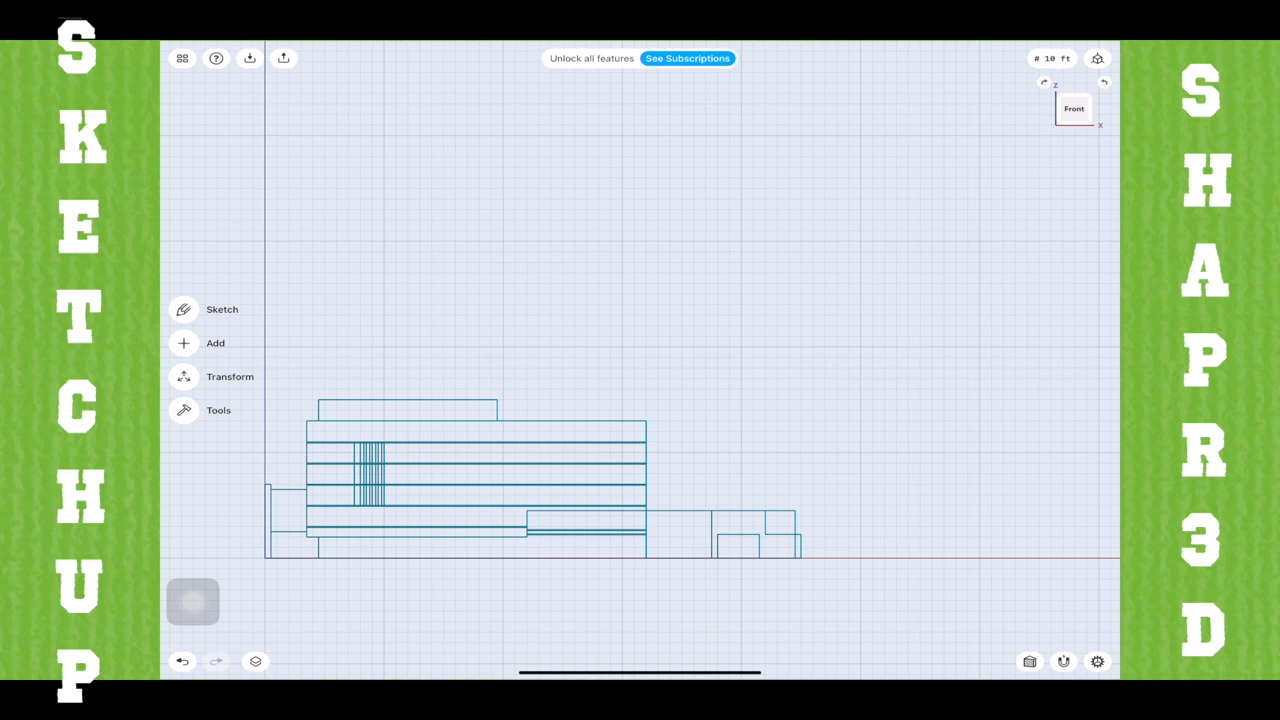 SKETCHUP
Unlock all features See Subscriptions
# 10 ft
Z
Front
X
Sketch
Add
Transform
Tools
SHAPR3D